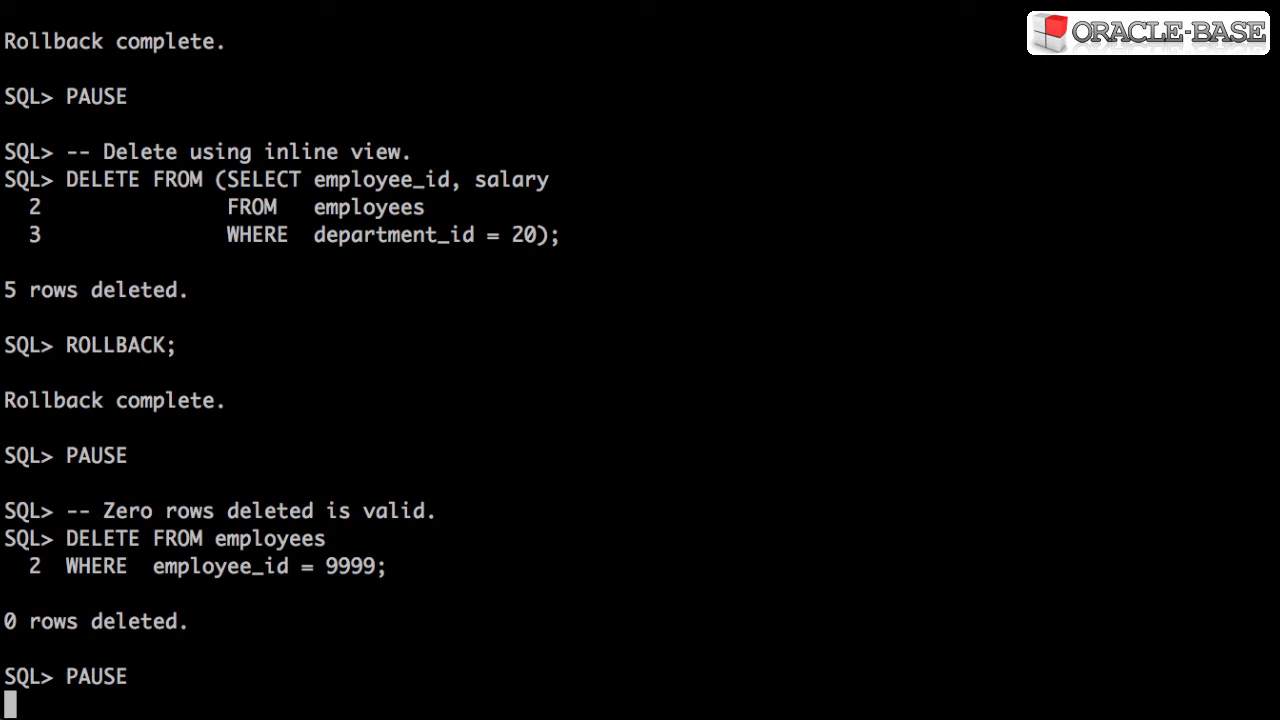 Rollback complete.
ORACLE-BASE
SQL> PAUSE
SQL> -- Delete using inline view.
SQL> DELETE FROM (SELECT employee_id, salary
2 FROM employees
3 WHERE department_id = 20);
5 rows deleted.
SQL> ROLLBACK;
Rollback complete.
SQL> PAUSE
SQL> -- Zero rows deleted is valid.
SQL> DELETE FROM employees
2 WHERE employee_id = 9999;
0 rows deleted.
SQL> PAUSE